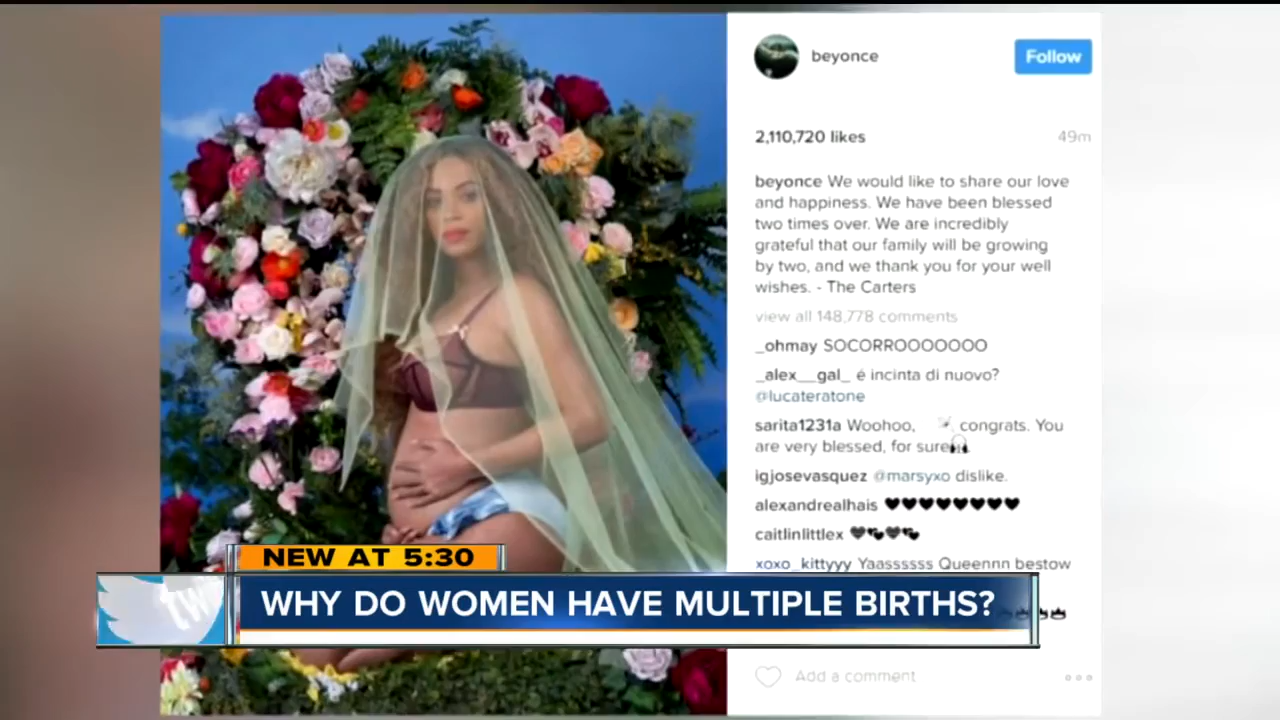 beyonce
Follow
2,110,720 likes
49m
beyonce We would like to share our love
and happiness. We have been blessed
two times over. We are incredibly
grateful that our family will be growing
by two, and we thank you for your well
wishes. - The Carters
view all 148,778 comments
_ohmay SOCORROOOOOOO
_alex__gal_ é incinta di nuovo?
@lucateratone
sarita1231a Woohoo, congrats. You
are very blessed, for sure
igjosevasquez @marsyxo dislike.
alexandrealhais ♥♥♥♥♥♥♥♥
caitlinlittlex
xoxo_kittyyy Yaassssss Queennn bestow
NEW AT 5:30
WHY DO WOMEN HAVE MULTIPLE BIRTHS?
Add a comment